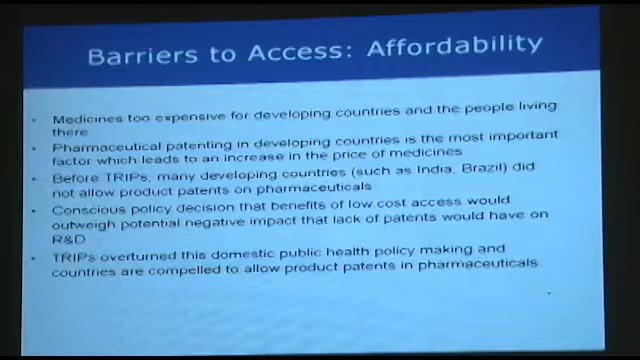 Barriers to Access: Affordability
• Medicines too expensive for developing countries and the people living
there
• Pharmaceutical patenting in developing countries is the most important
factor which leads to an increase in the price of medicines
• Before TRIPs, many developing countries (such as India, Brazil) did
not allow product patents on pharmaceuticals
• Conscious policy decision that benefits of low cost access would
outweigh potential negative impact that lack of patents would have on
R&D
• TRIPs overturned this domestic public health policy making and
countries are compelled to allow product patents in pharmaceuticals